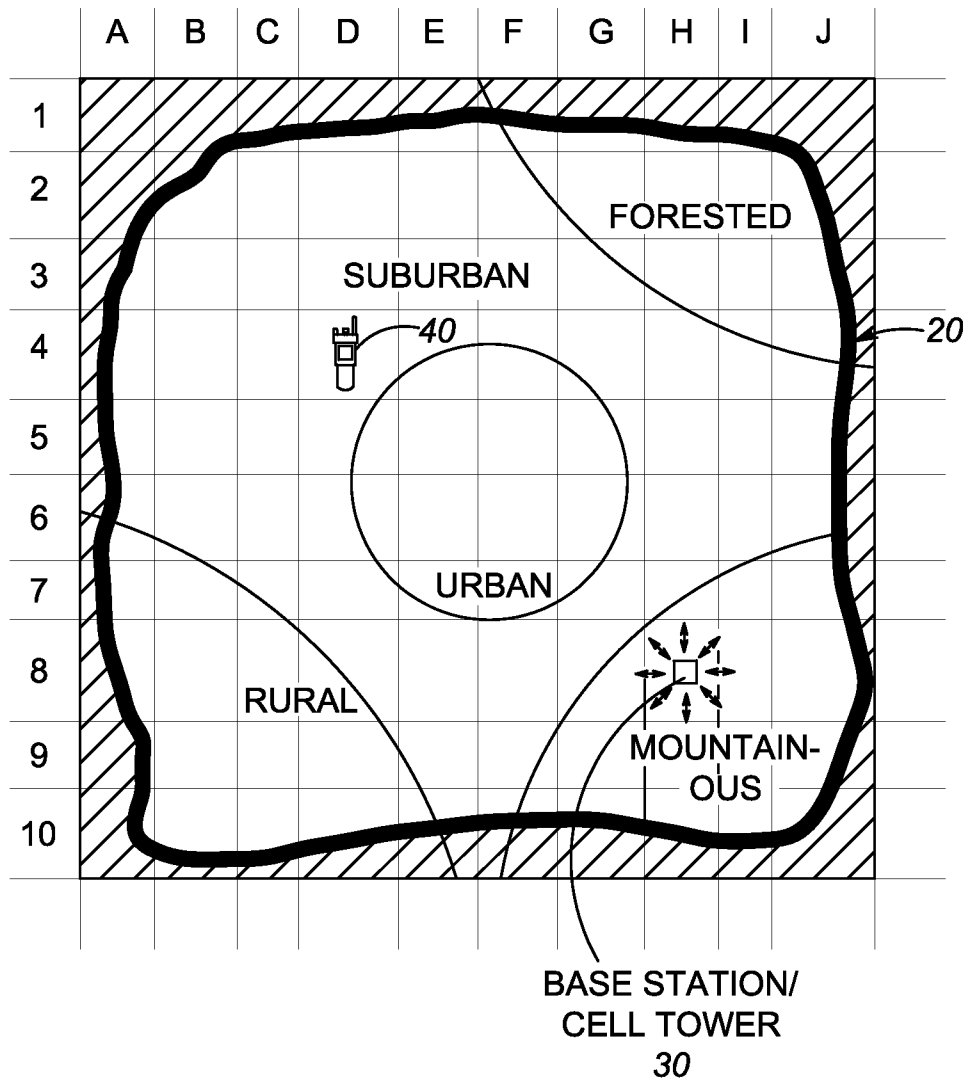 A B C D E F G H I J
1
2
FORESTED
3
SUBURBAN
4
40
20
5
6
7
URBAN
8
RURAL
9
MOUNTAIN-
OUS
10
BASE STATION/
CELL TOWER
30